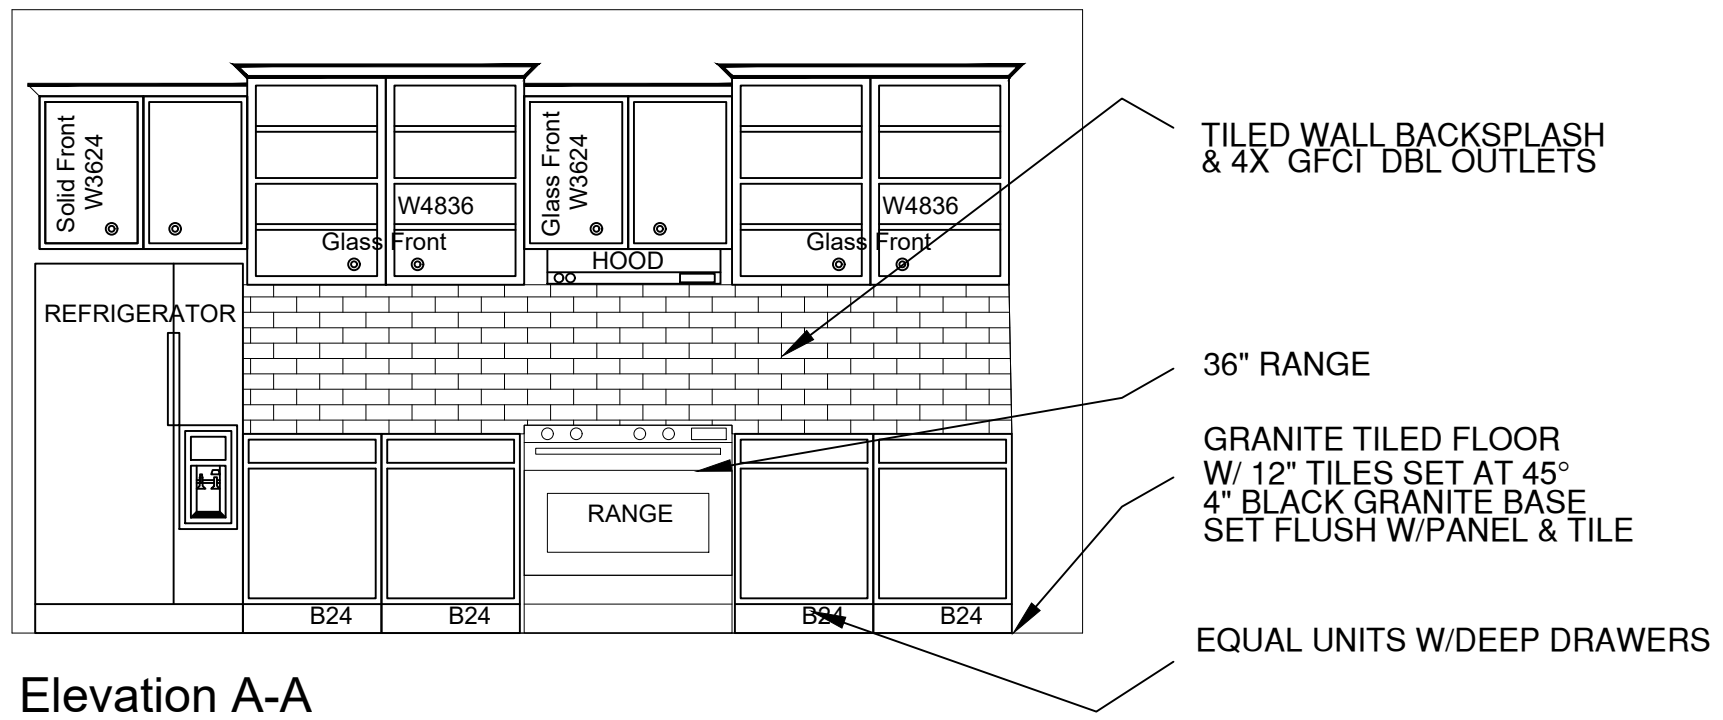 Solid Front
W3624
Glass Front
W4836
Glass Front
W3624
HOOD
Glass Front
W4836
REFRIGERATOR
RANGE
B24
B24
B24
B24
TILED WALL BACKSPLASH
& 4X GFCI DBL OUTLETS
36" RANGE
GRANITE TILED FLOOR
W/ 12" TILES SET AT 45°
4" BLACK GRANITE BASE
SET FLUSH W/PANEL & TILE
EQUAL UNITS W/DEEP DRAWERS
Elevation A-A